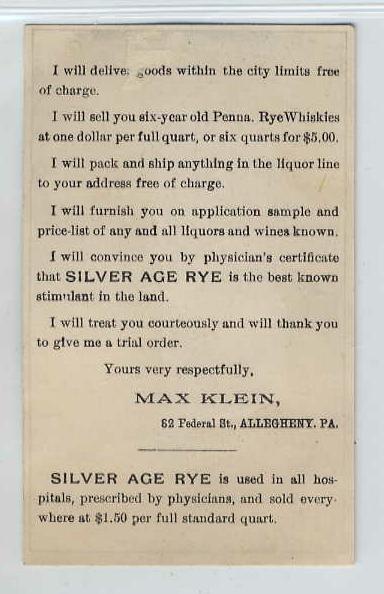 I will deliver goods within the city limits free
of charge.
I will sell you six-year old Penna. Rye Whiskies
at one dollar per full quart, or six quarts for $5.00.
I will pack and ship anything in the liquor line
to your address free of charge.
I will furnish you on application sample and
price-list of any and all liquors and wines known.
I will convince you by physician's certificate
that SILVER AGE RYE is the best known
stimulant in the land.
I will treat you courteously and will thank you
to give me a trial order.
Yours very respectfully,
MAX KLEIN,
82 Federal St., ALLEGHENY. PA.
SILVER AGE RYE is used in all hos-
pitals, prescribed by physicians, and sold every-
where at $1.50 per full standard quart.